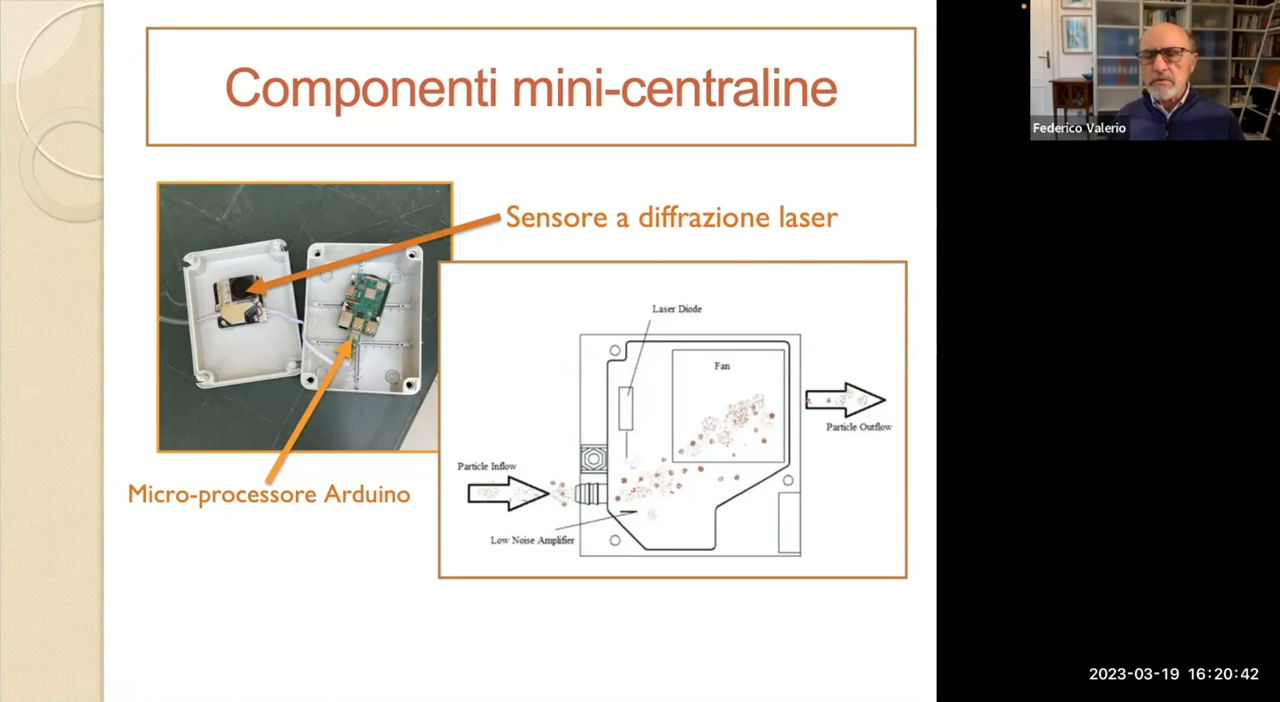 Componenti mini-centraline
Federico Valerio
Sensore a diffrazione laser
Laser Diode
Fan
Particle Outflow
Particle Inflow
Micro-processore Arduino
Low Noise Amplifier
2023-03-19 16:20:42